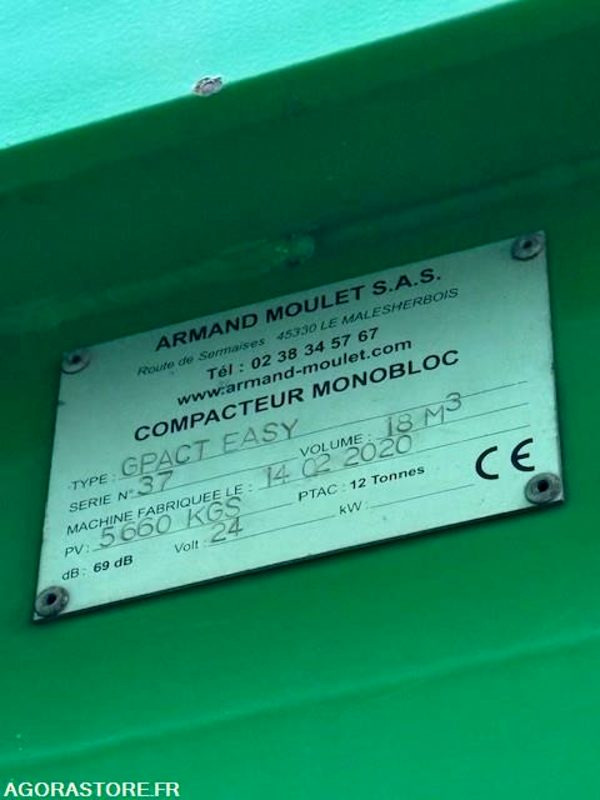 ARMAND MOULET S.A.S.
Route de Sermaises 45330 LE MALESHERBOIS
Tél : 02 38 34 57 67
www.armand-moulet.com
COMPACTEUR MONOBLOC
TYPE : GPACT EASY
SERIE N° 37 VOLUME : 18 M3
MACHINE FABRIQUEE LE : 14 02 2020
PV : 5660 KGS PTAC : 12 Tonnes CE
dB : 69 dB Volt : 24 kW :
AGORASTORE.FR